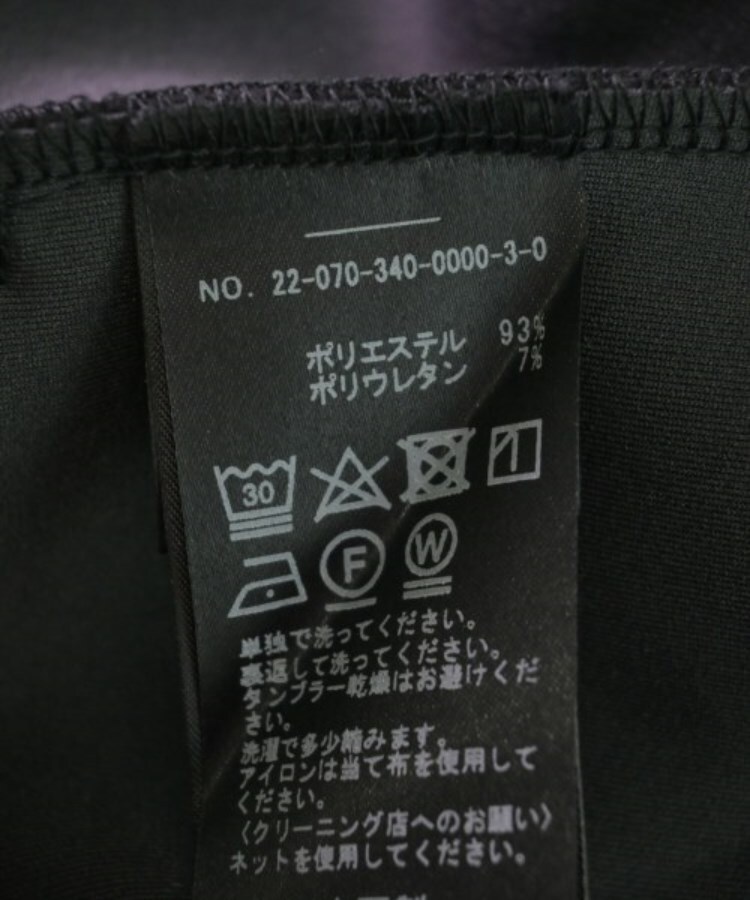 NO. 22-070-340-0000-3-0
ポリエステル 93%
ポリウレタン 7%
30
F W
単独で洗ってください。
裏返して洗ってください。
タンブラー乾燥はお避けくだ
さい。
洗濯で多少縮みます。
アイロンは当て布を使用して
ください。
〈クリーニング店へのお願い〉
ネットを使用してください。